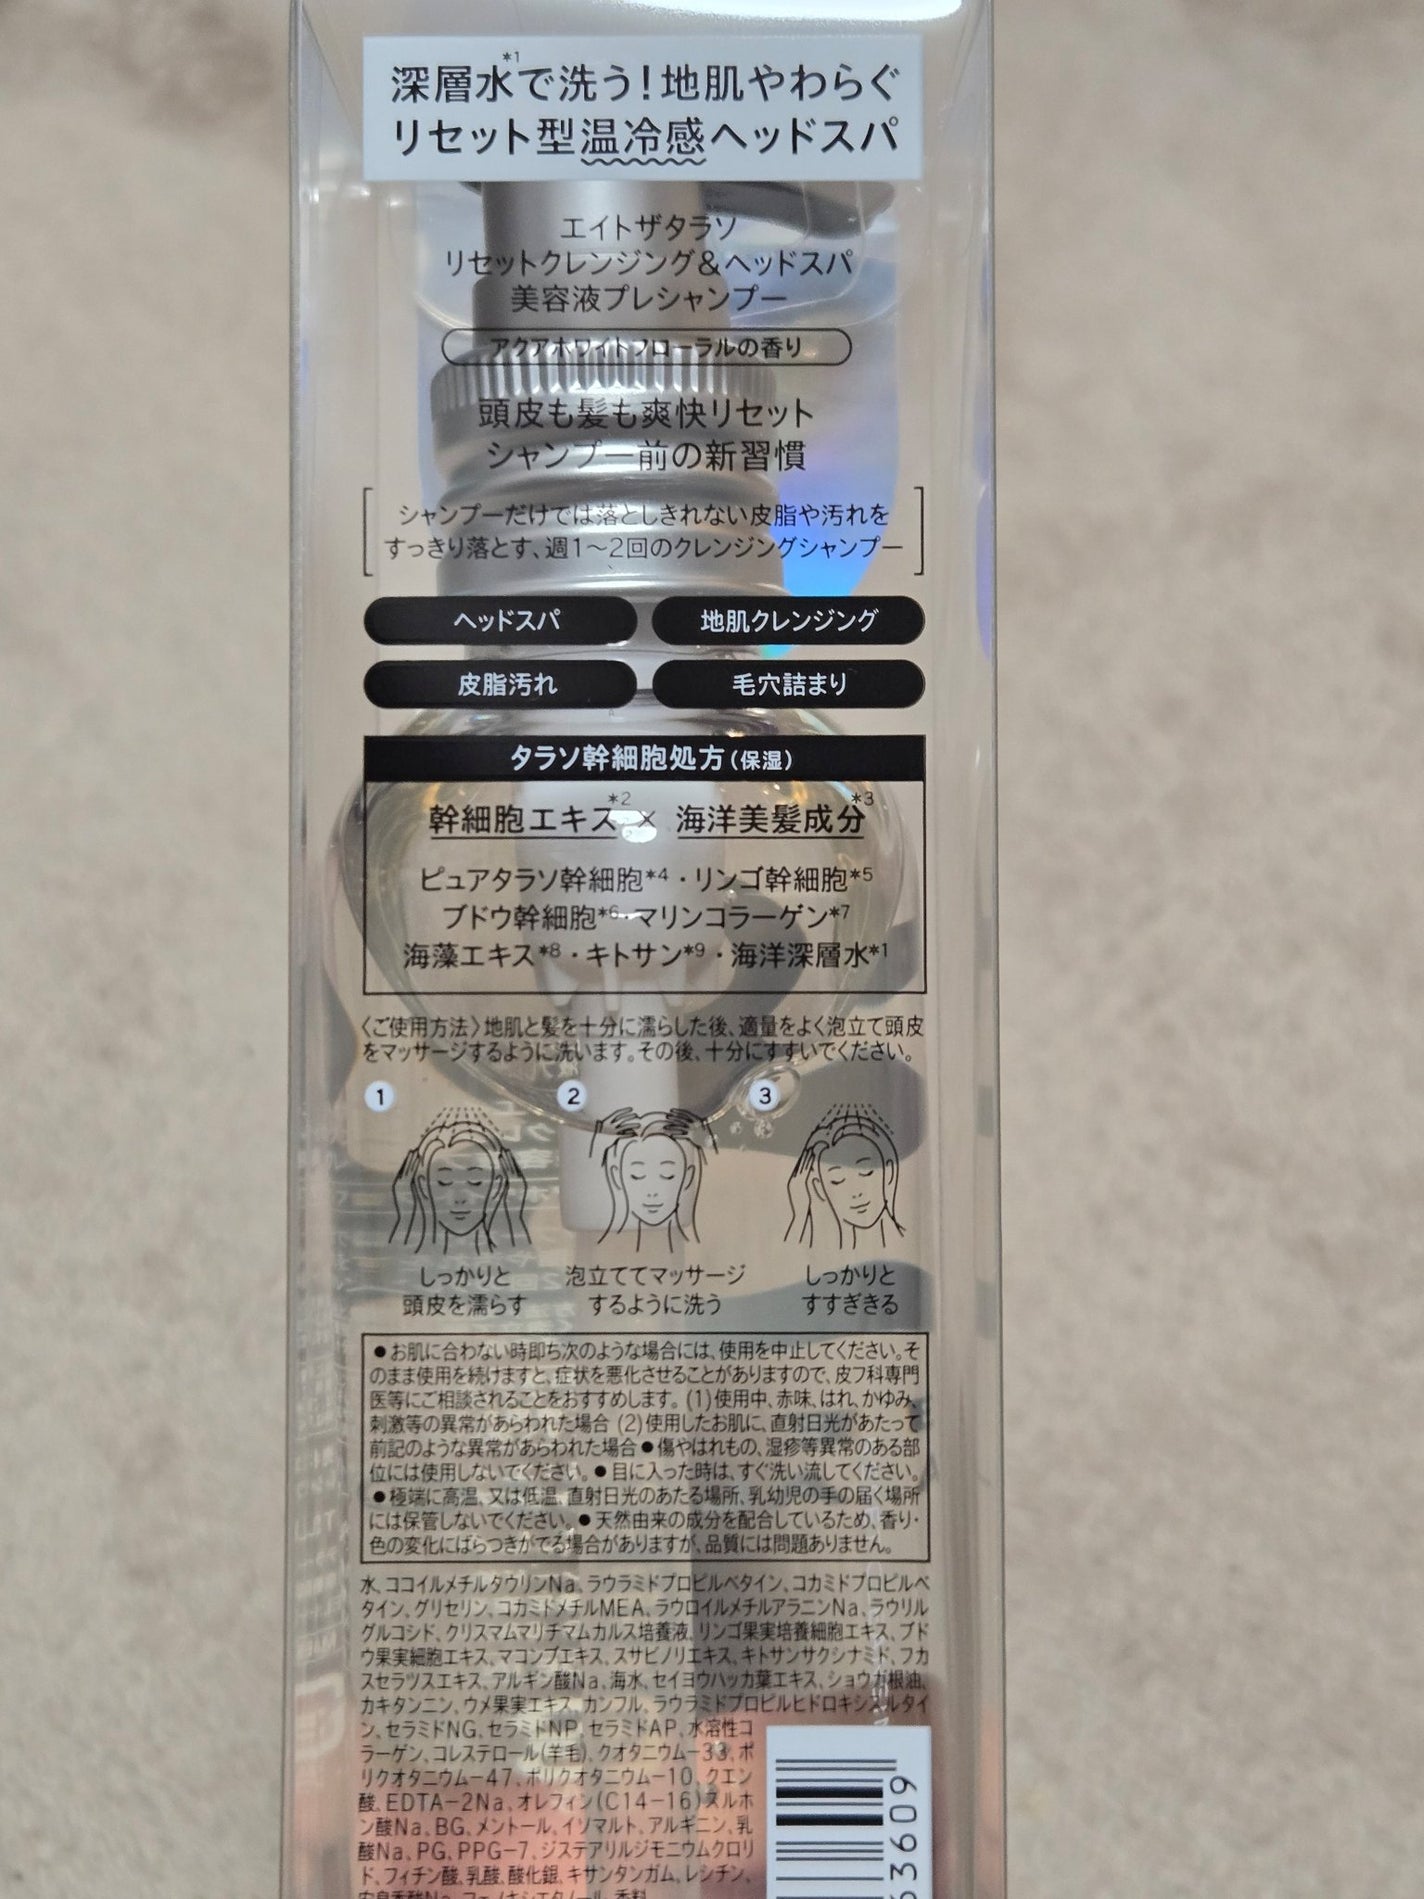 深層水*1で洗う!地肌やわらぐ
リセット型温冷感ヘッドスパ
エイトザタラソ
リセットクレンジング&ヘッドスパ
美容液プレシャンプー
アクアホワイトフローラルの香り
頭皮も髪も爽快リセット
シャンプー前の新習慣
シャンプーだけでは落としきれない皮脂や汚れを
すっきり落とす、週1〜2回のクレンジングシャンプー
ヘッドスパ 地肌クレンジング
皮脂汚れ 毛穴詰まり
タラソ幹細胞処方(保湿)
幹細胞エキス*2 × 海洋美髪成分*3
ピュアタラソ幹細胞*4・リンゴ幹細胞*5
ブドウ幹細胞*6・マリンコラーゲン*7
海藻エキス*8・キトサン*9・海洋深層水*1
〈ご使用方法〉地肌と髪を十分に濡らした後、適量をよく泡立て頭皮
をマッサージするように洗います。その後、十分にすすいでください。
1 2 3
しっかりと 泡立ててマッサージ しっかりと
頭皮を濡らす するように洗う すすぎきる
●お肌に合わない時即ち次のような場合には、使用を中止してください。そ
のまま使用を続けますと、症状を悪化させることがありますので、皮フ科専門
医等にご相談されることをおすすめします。(1)使用中、赤味、はれ、かゆみ、
刺激等の異常があらわれた場合 (2)使用したお肌に、直射日光があたって
前記のような異常があらわれた場合●傷やはれもの、湿疹等異常のある部
位には使用しないでください。●目に入った時は、すぐ洗い流してください。
●極端に高温、又は低温、直射日光のあたる場所、乳幼児の手の届く場所
には保管しないでください。●天然由来の成分を配合しているため、香り・
色の変化にばらつきがでる場合がありますが、品質には問題ありません。
水、ココイルメチルタウリンNa、ラウラミドプロピルベタイン、コカミドプロピルベ
タイン、グリセリン、コカミドメチルMEA、ラウロイルメチルアラニンNa、ラウリル
グルコシド、クリスマムマリチマムカルス培養液、リンゴ果実培養細胞エキス、ブド
ウ果実細胞エキス、マコンブエキス、スサビノリエキス、キトサンサクシナミド、フカ
スセラツスエキス、アルギン酸Na、海水、セイヨウハッカ葉エキス、ショウガ根油、
カキタンニン、ウメ果実エキス、カンフル、ラウラミドプロピルヒドロキシスルタイ
ン、セラミドNG、セラミドNP、セラミドAP、水溶性コ
ラーゲン、コレステロール(羊毛)、クオタニウム-33、ポ
リクオタニウム-47、ポリクオタニウム-10、クエン
酸、EDTA-2Na、オレフィン(C14-16)スルホ
ン酸Na、BG、メントール、イソマルト、アルギニン、乳
酸Na、PG、PPG-7、ジステアリルジモニウムクロリ
ド、フィチン酸、乳酸、酸化銀、キサンタンガム、レシチン、
安息香酸Na、フェノキシエタノール、香料
63609